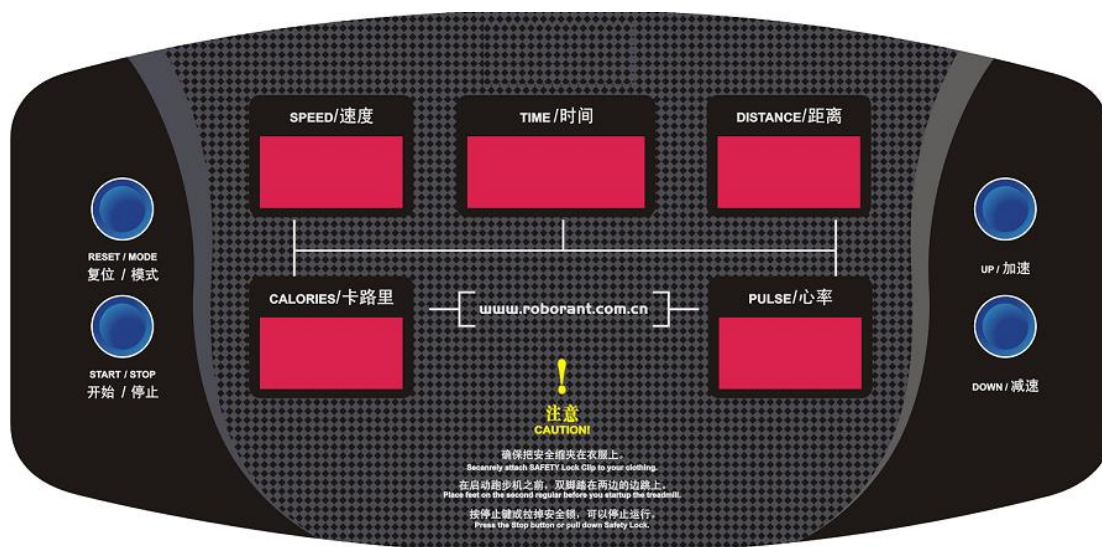 SPEED/速度
TIME/时间
DISTANCE/距离
RESET / MODE
复位 / 模式
UP / 加速
CALORIES/卡路里
www.roborant.com.cn
PULSE/心率
START / STOP
开始 / 停止
DOWN / 减速
!
注意
CAUTION!
确保把安全缩夹在衣服上。
Secanrely attach SAFETY Lock Clip to your clothing.
在启动跑步机之前，双脚踏在两边的边跳上。
Place feet on the second regular before you startup the treadmill.
按停止键或拉掉安全锁，可以停止运行。
Press the Stop button or pull down Safety Lock.